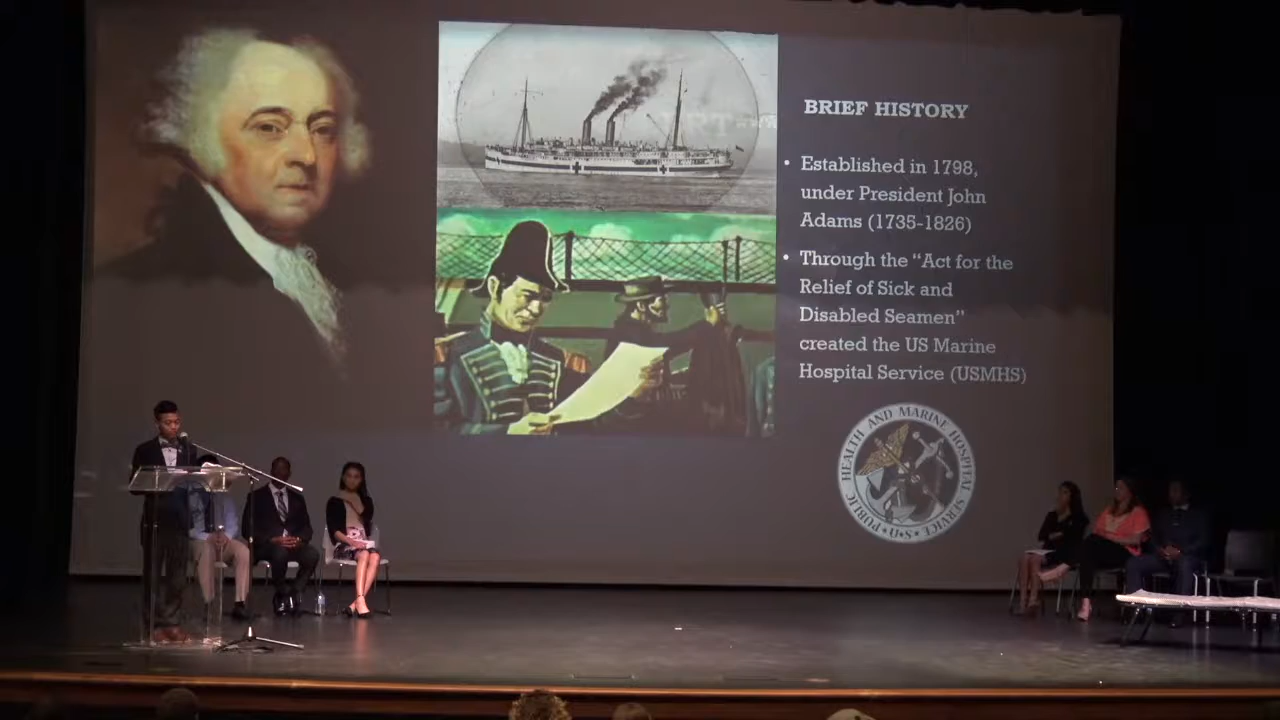 BRIEF HISTORY
• Established in 1798,
under President John
Adams (1735-1826)
• Through the “Act for the
Relief of Sick and
Disabled Seamen”
created the US Marine
Hospital Service (USMHS)
PUBLIC HEALTH AND MARINE HOSPITAL SERVICE
•U•S•